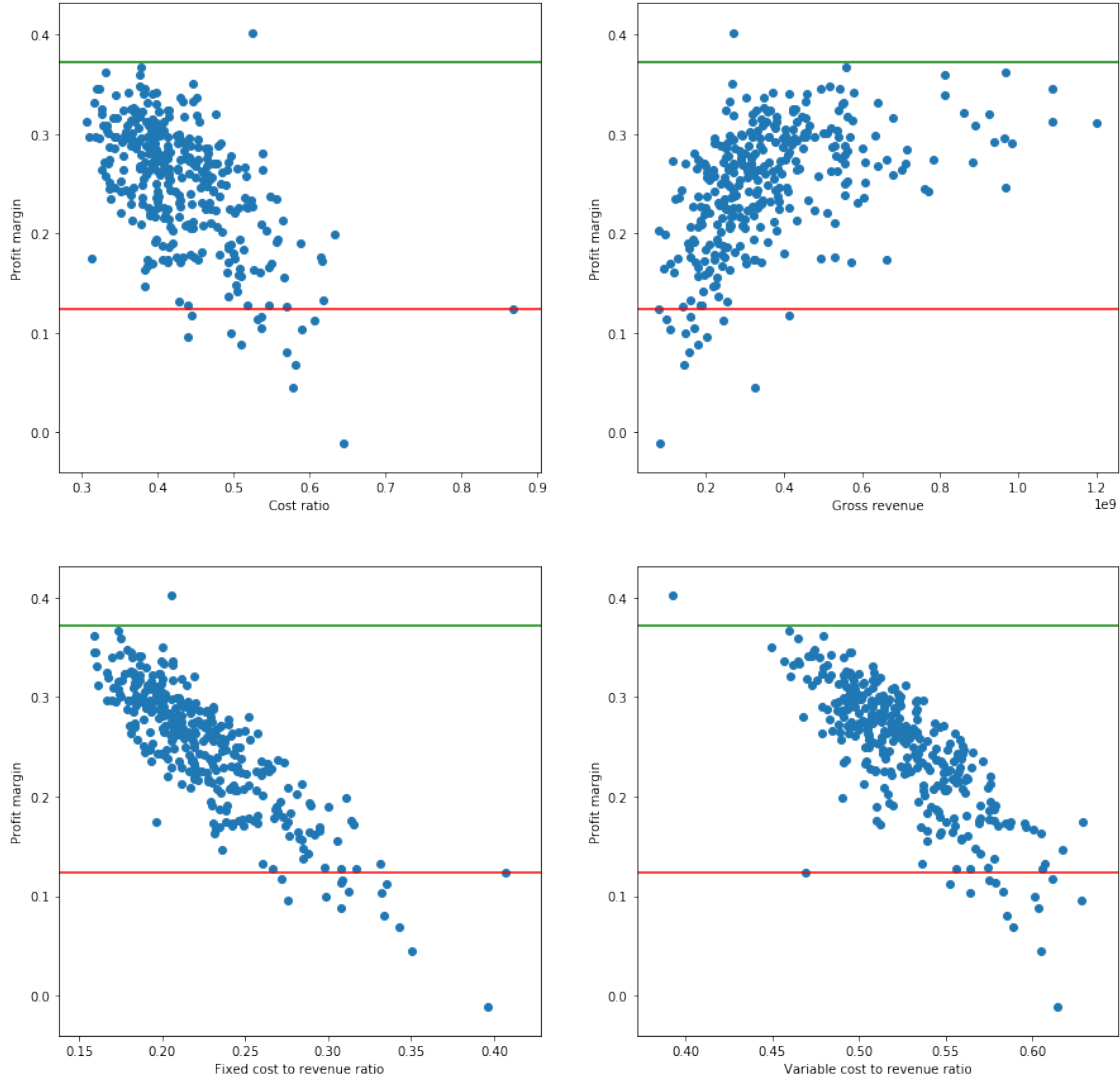 0.4
0.3
0.2
0.1
0.0
Profit margin
0.3 0.4 0.5 0.6 0.7 0.8 0.9
Cost ratio
0.4
0.3
0.2
0.1
0.0
Profit margin
0.2 0.4 0.6 0.8 1.0 1.2
1e9
Gross revenue
0.4
0.3
0.2
0.1
0.0
Profit margin
0.15 0.20 0.25 0.30 0.35 0.40
Fixed cost to revenue ratio
0.4
0.3
0.2
0.1
0.0
Profit margin
0.40 0.45 0.50 0.55 0.60
Variable cost to revenue ratio